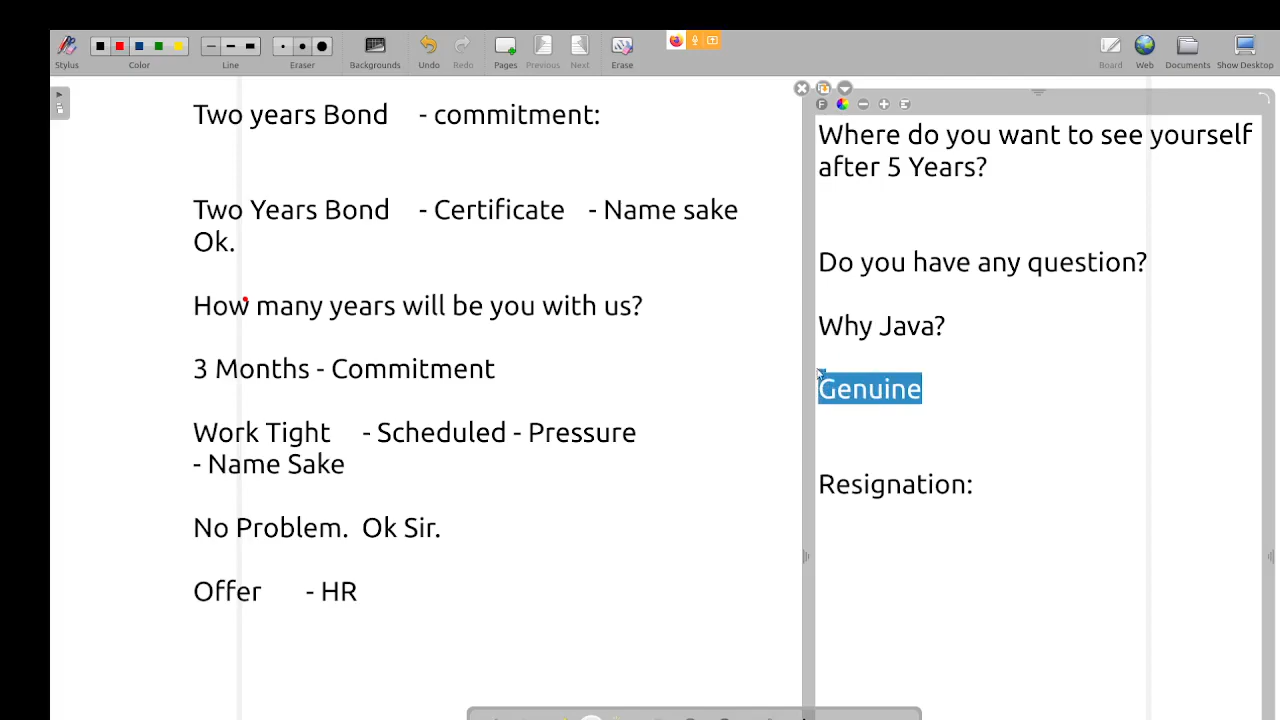 Stylus Color Line Eraser Backgrounds Undo Redo Pages Previous Next Erase Board Web Documents Show Desktop
Two years Bond - commitment:
Two Years Bond - Certificate - Name sake
Ok.
How many years will be you with us?
3 Months - Commitment
Work Tight - Scheduled - Pressure
- Name Sake
No Problem. Ok Sir.
Offer - HR
Where do you want to see yourself
after 5 Years?
Do you have any question?
Why Java?
Genuine
Resignation: